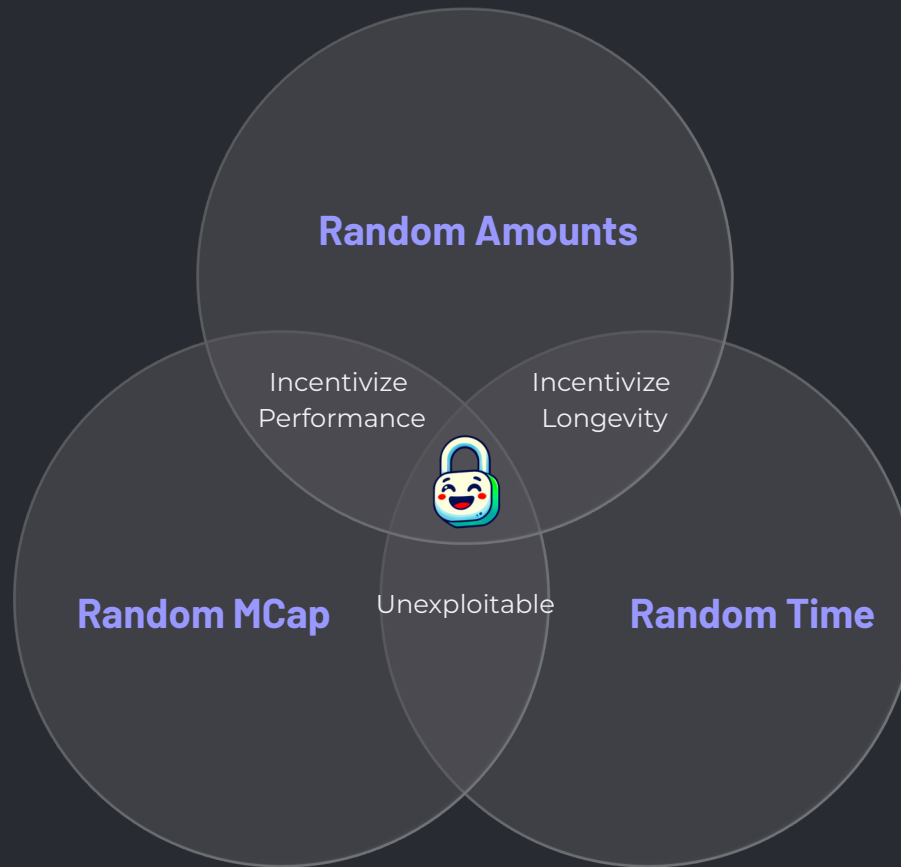 Random Amounts
Incentivize
Performance
Incentivize
Longevity
Random MCap
Unexploitable
Random Time